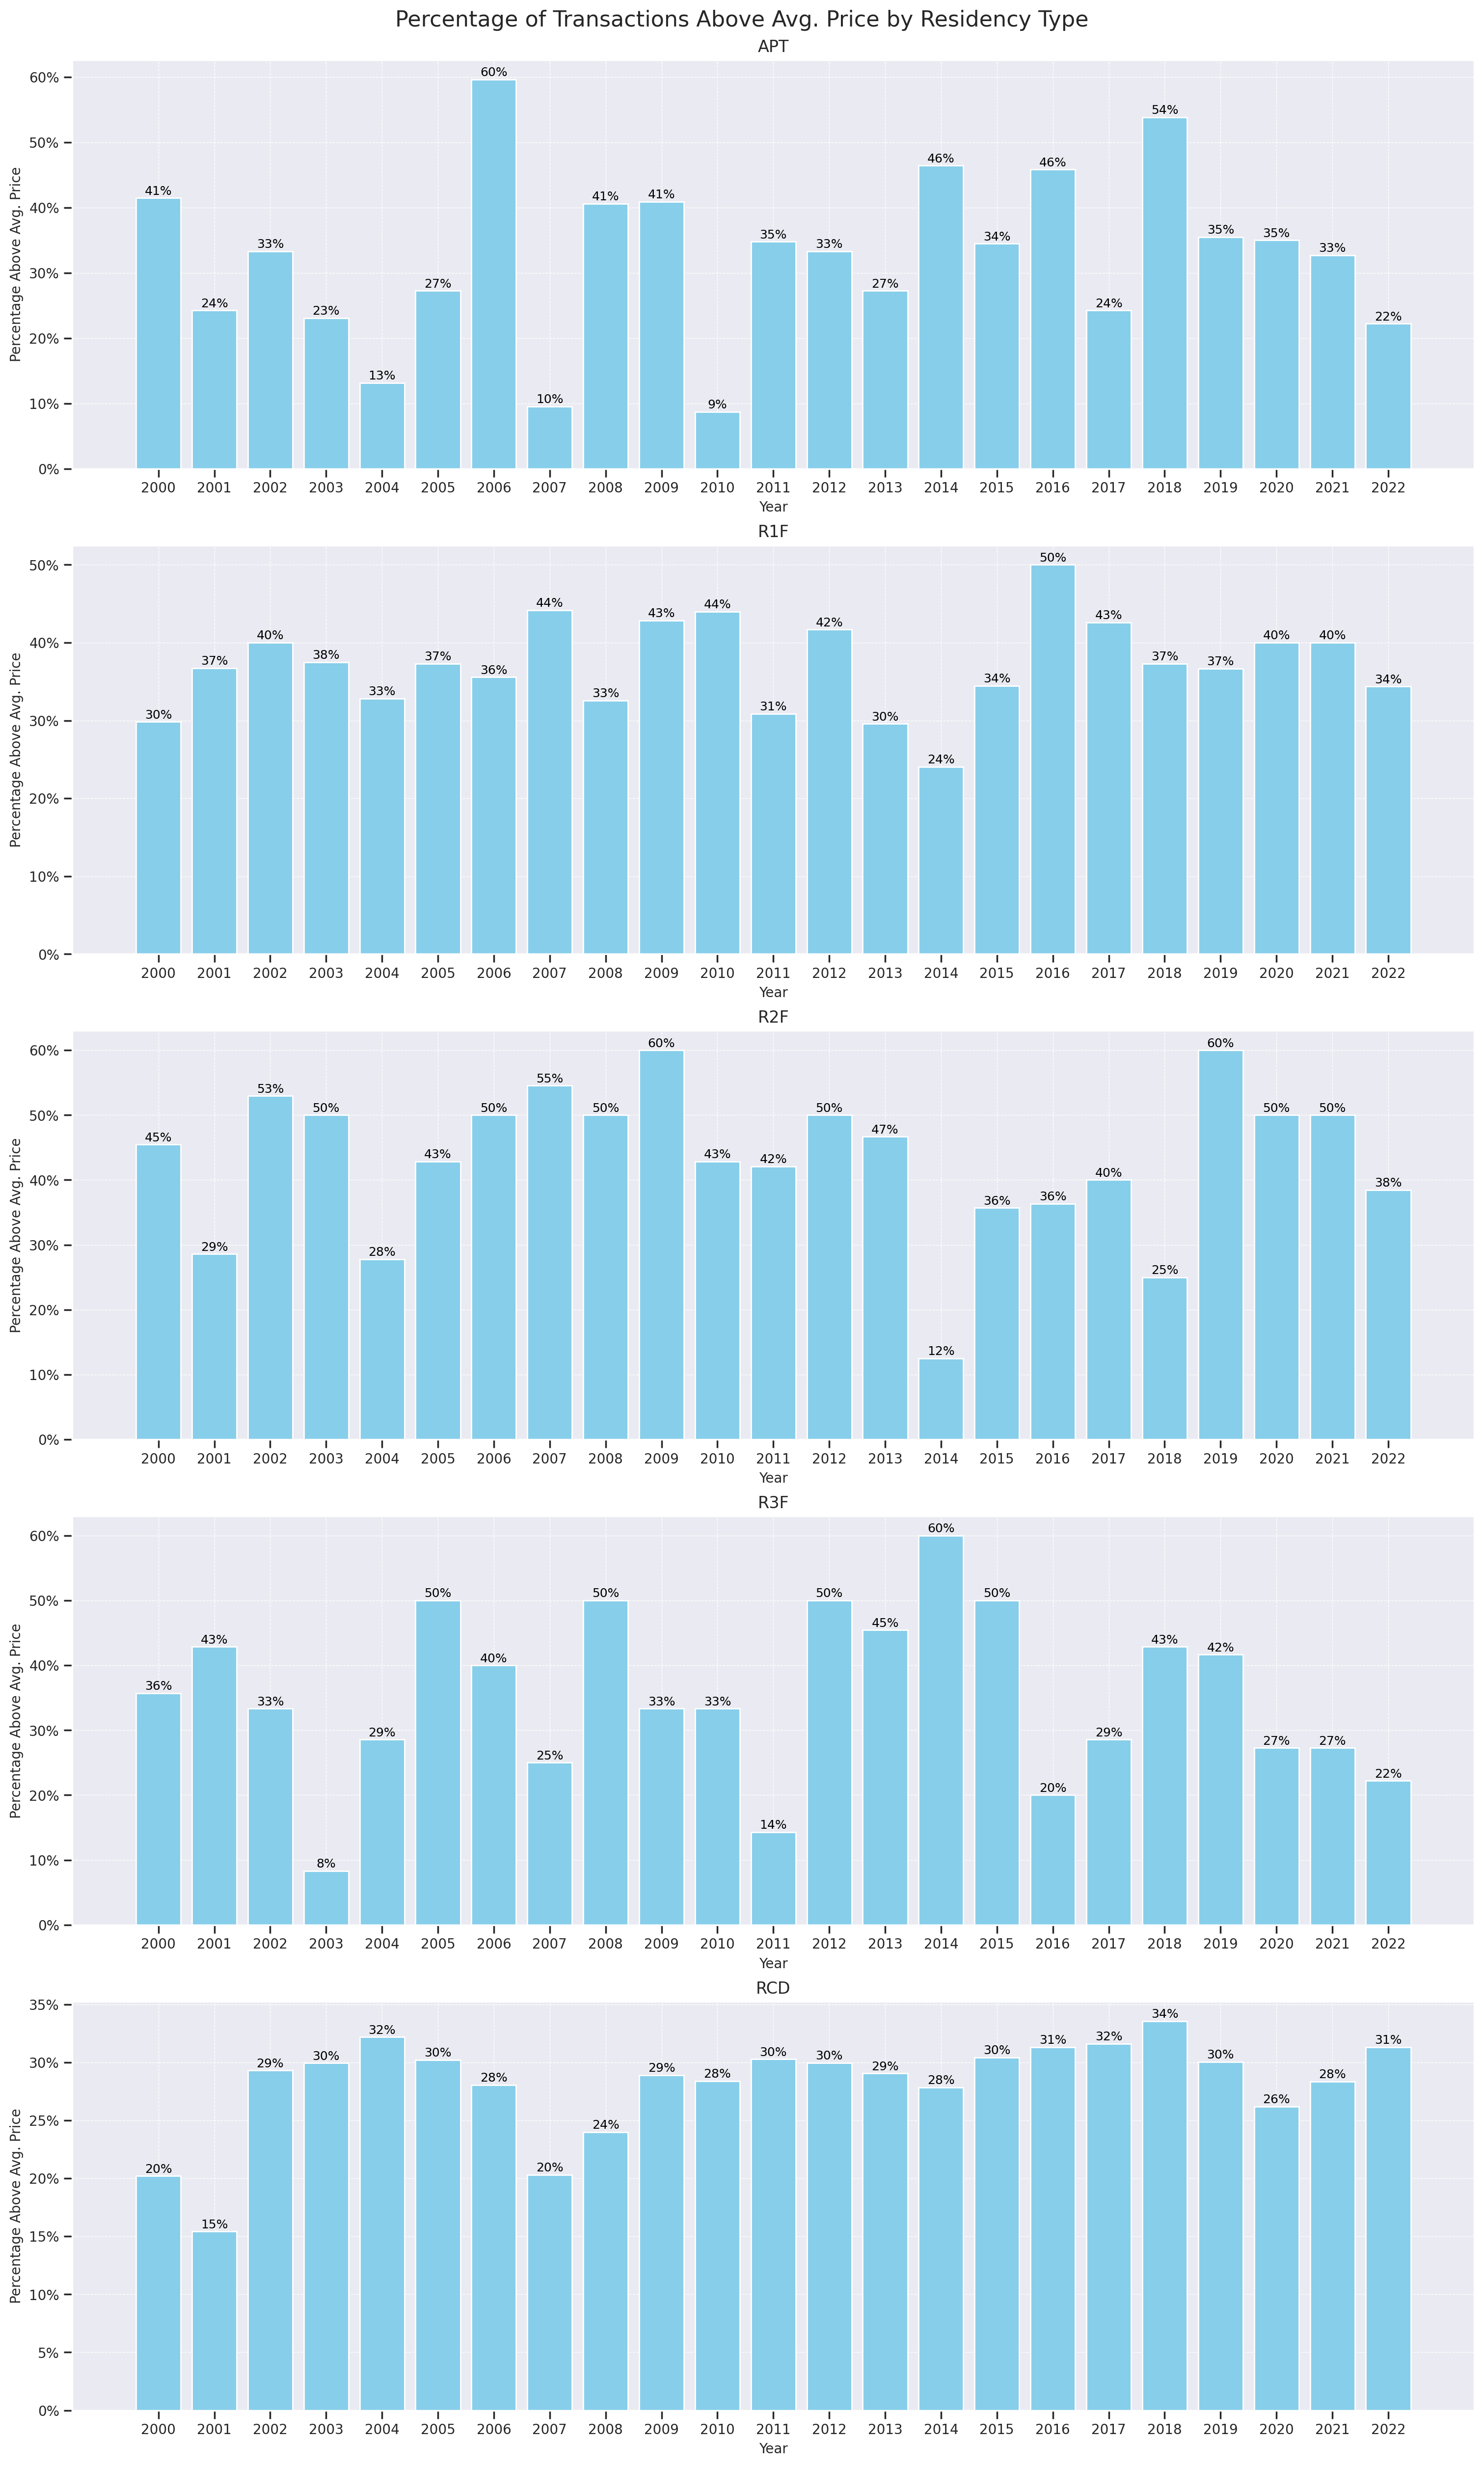 Percentage of Transactions Above Avg. Price by Residency Type
APT
60% 41% 24% 33% 23% 13% 27% 60% 10% 41% 41% 9% 35% 33% 27% 46% 34% 46% 24% 54% 35% 35% 33% 22%
50%
40%
30%
20%
10%
0%
Percentage Above Avg. Price
2000 2001 2002 2003 2004 2005 2006 2007 2008 2009 2010 2011 2012 2013 2014 2015 2016 2017 2018 2019 2020 2021 2022
Year
R1F
50% 30% 37% 40% 38% 33% 37% 36% 44% 33% 43% 44% 31% 42% 30% 24% 34% 50% 43% 37% 37% 40% 40% 34%
40%
30%
20%
10%
0%
Percentage Above Avg. Price
2000 2001 2002 2003 2004 2005 2006 2007 2008 2009 2010 2011 2012 2013 2014 2015 2016 2017 2018 2019 2020 2021 2022
Year
R2F
60% 45% 29% 53% 50% 28% 43% 50% 55% 50% 60% 43% 42% 50% 47% 12% 36% 36% 40% 25% 60% 50% 50% 38%
50%
40%
30%
20%
10%
0%
Percentage Above Avg. Price
2000 2001 2002 2003 2004 2005 2006 2007 2008 2009 2010 2011 2012 2013 2014 2015 2016 2017 2018 2019 2020 2021 2022
Year
R3F
60% 36% 43% 33% 8% 29% 50% 40% 25% 50% 33% 33% 14% 50% 45% 60% 50% 20% 29% 43% 42% 27% 27% 22%
50%
40%
30%
20%
10%
0%
Percentage Above Avg. Price
2000 2001 2002 2003 2004 2005 2006 2007 2008 2009 2010 2011 2012 2013 2014 2015 2016 2017 2018 2019 2020 2021 2022
Year
RCD
35% 20% 15% 29% 30% 32% 30% 28% 20% 24% 29% 28% 30% 30% 29% 28% 30% 31% 32% 34% 30% 26% 28% 31%
30%
25%
20%
15%
10%
5%
0%
Percentage Above Avg. Price
2000 2001 2002 2003 2004 2005 2006 2007 2008 2009 2010 2011 2012 2013 2014 2015 2016 2017 2018 2019 2020 2021 2022
Year